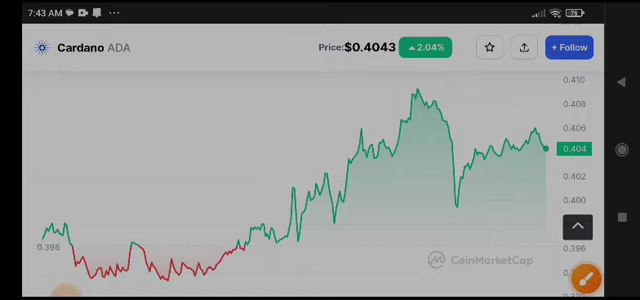 7:43 AM
76
Cardano ADA
Price: $0.4043
2.04%
+ Follow
0.410
0.408
0.406
0.404
0.402
0.400
0.396
0.396
CoinMarketCap